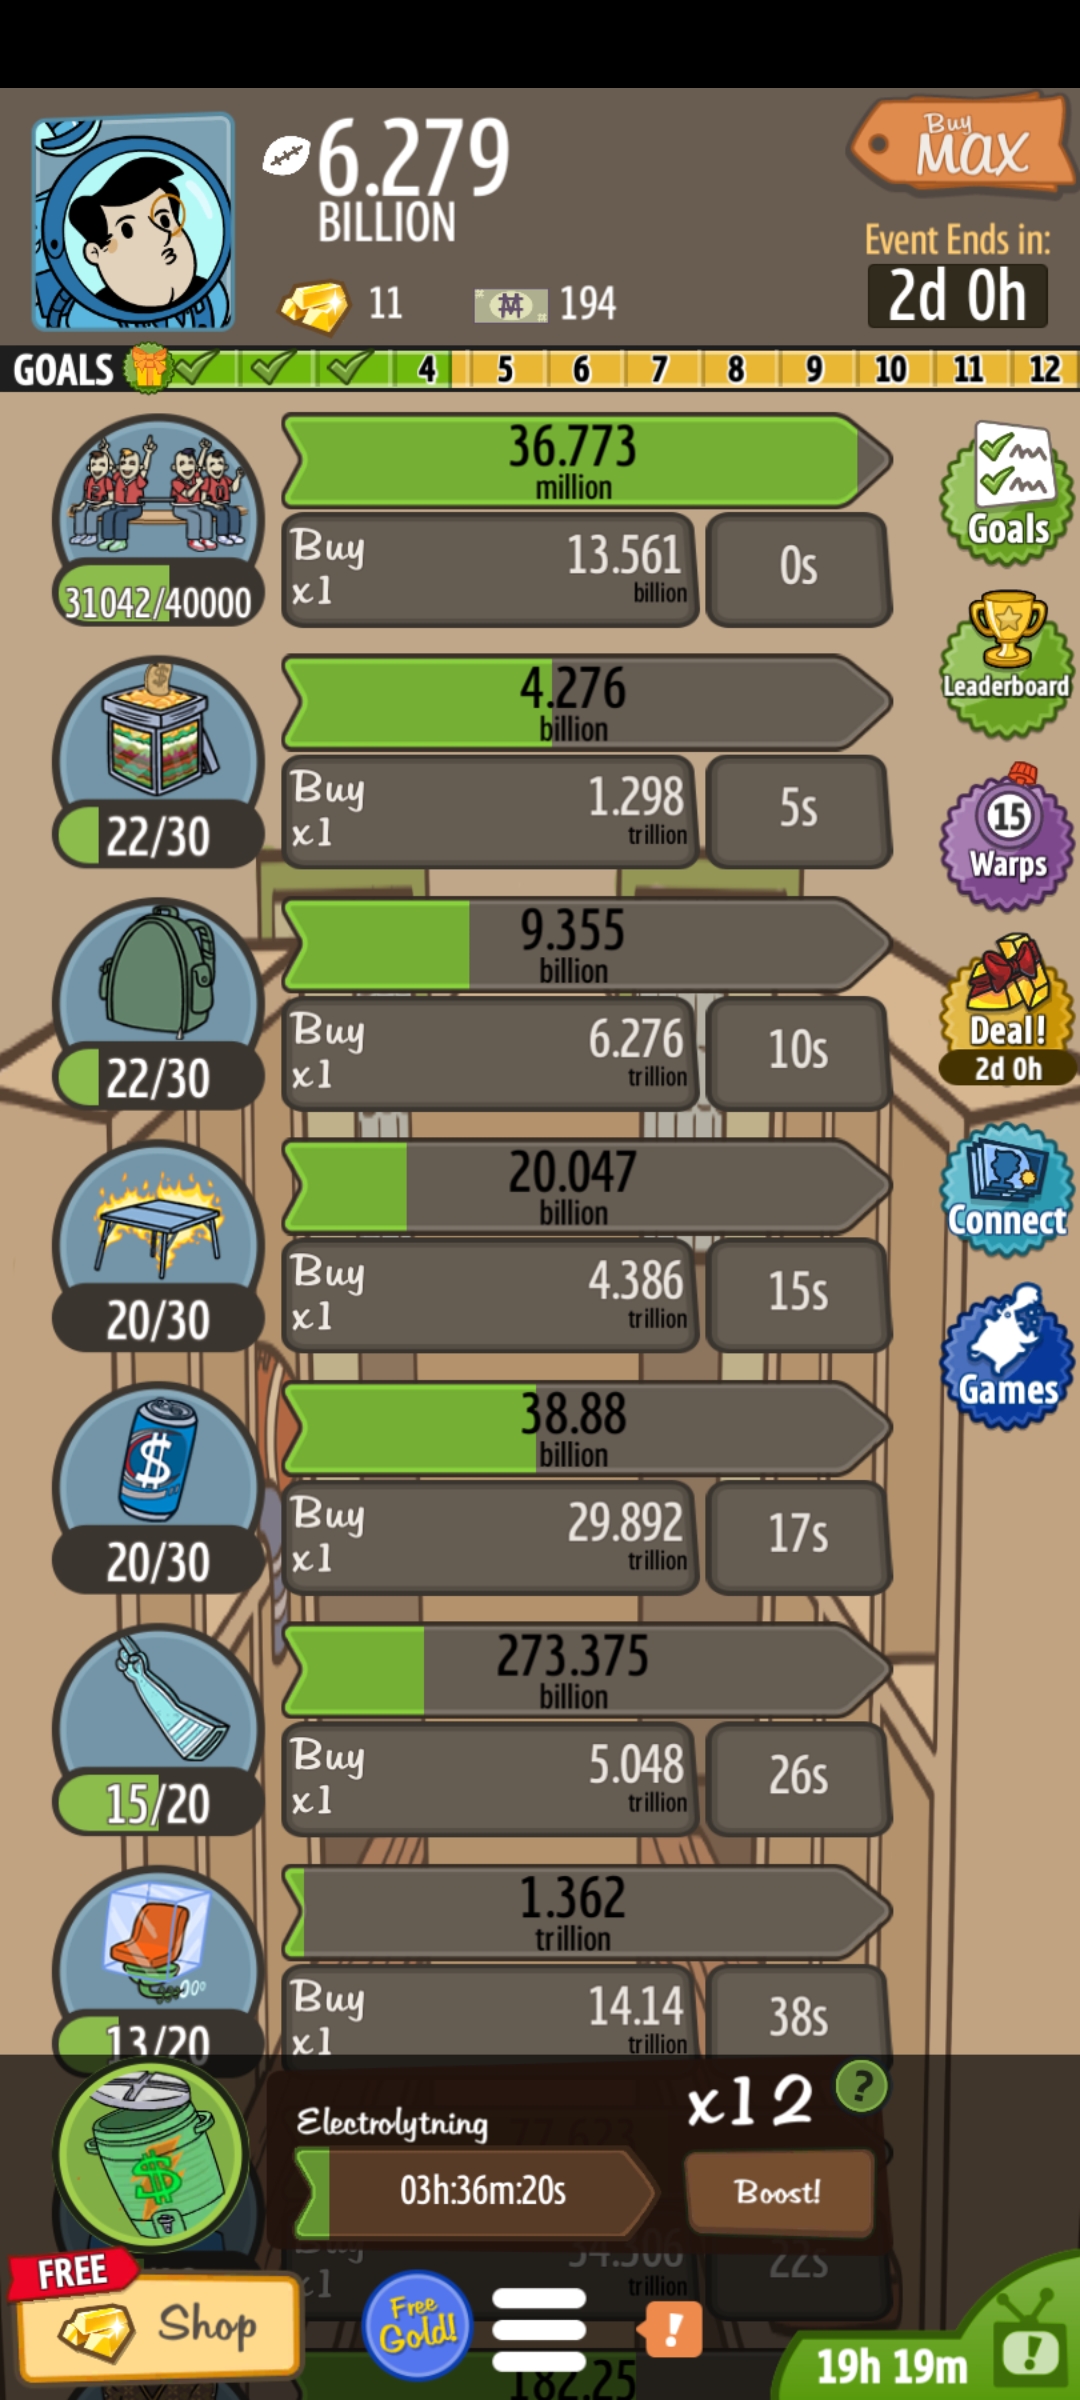 6.279
BILLION
Buy
MAX
Event Ends in:
2d 0h
11
194
GOALS
4
5
6
7
8
9
10
11
12
36.773
million
Buy
x1
13.561
billion
0s
31042/40000
Goals
4.276
billion
Buy
x1
1.298
trillion
5s
22/30
Leaderboard
15
Warps
9.355
billion
Buy
x1
6.276
trillion
10s
22/30
Deal!
2d 0h
20.047
billion
Buy
x1
4.386
trillion
15s
20/30
Connect
Games
38.88
billion
Buy
x1
29.892
trillion
17s
20/30
273.375
billion
Buy
x1
5.048
trillion
26s
15/20
1.362
trillion
Buy
x1
14.14
trillion
38s
13/20
Electrolytning
x12
?
77.623
03h:36m:20s
Boost!
Buy
x1
54.306
trillion
22s
FREE
Shop
Free
Gold!
!
19h 19m
!
182.25